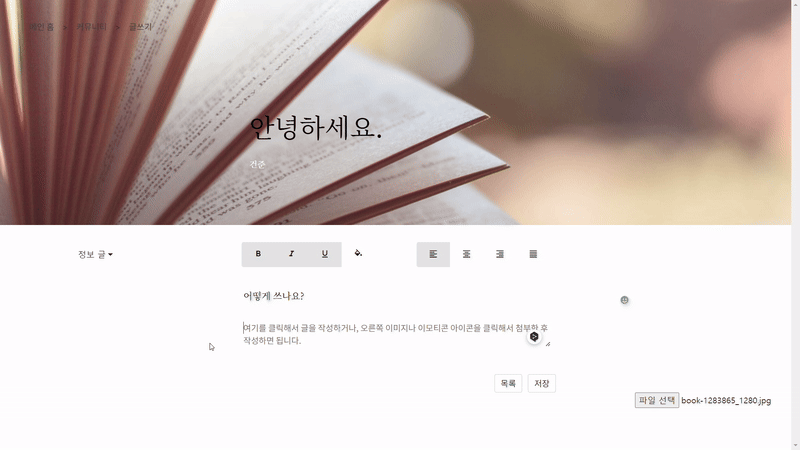 메인 홈 > 커뮤니티 > 글쓰기
안녕하세요.
건준
정보 글
B I U
어떻게 쓰나요?
여기를 클릭해서 글을 작성하거나, 오른쪽 이미지나 이모티콘 아이콘을 클릭해서 첨부한 후
작성하면 됩니다.
목록 저장
파일 선택 book-1283865_1280.jpg